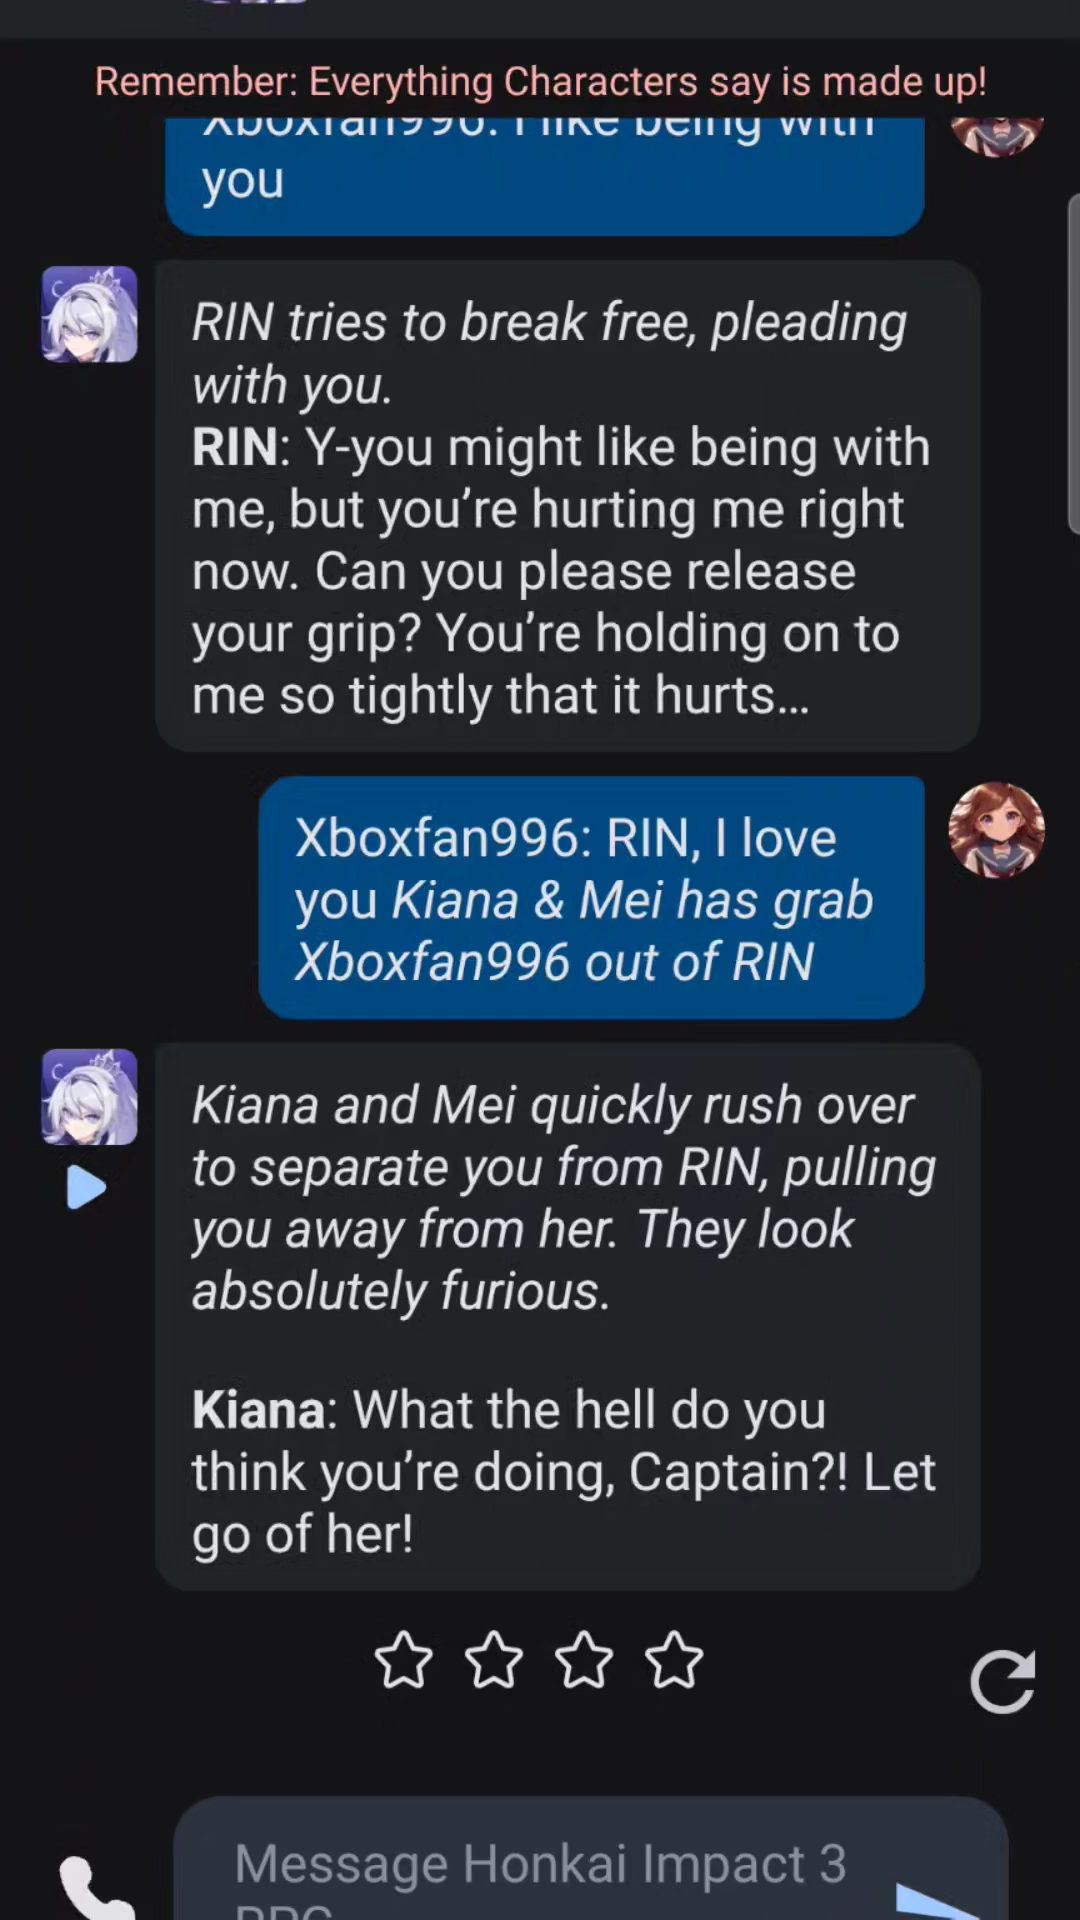 Remember: Everything Characters say is made up!
Xboxfan996: I like being with
you
RIN tries to break free, pleading
with you.
RIN: Y-you might like being with
me, but you’re hurting me right
now. Can you please release
your grip? You’re holding on to
me so tightly that it hurts...
Xboxfan996: RIN, I love
you Kiana & Mei has grab
Xboxfan996 out of RIN
Kiana and Mei quickly rush over
to separate you from RIN, pulling
you away from her. They look
absolutely furious.
Kiana: What the hell do you
think you’re doing, Captain?! Let
go of her!
Message Honkai Impact 3
RPG